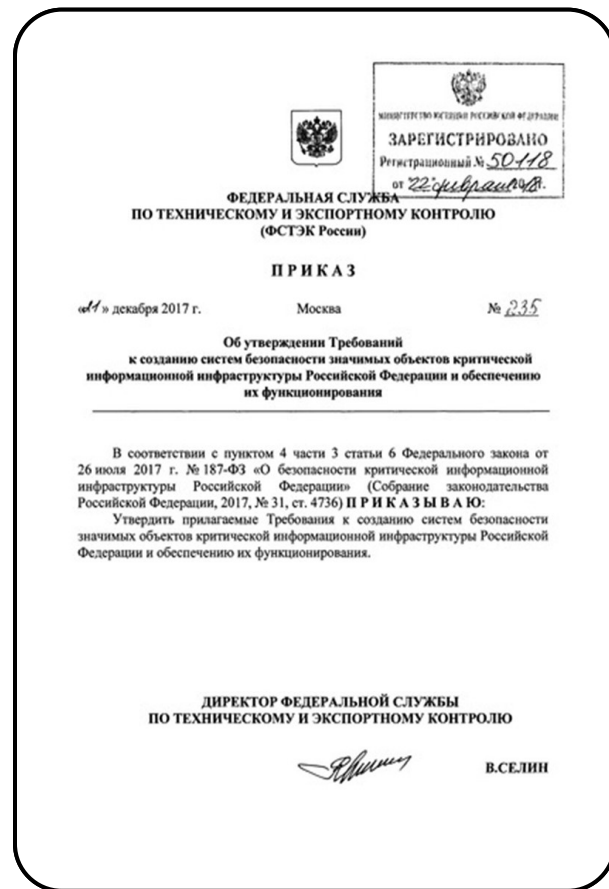 МИНИСТЕРСТВО ЮСТИЦИИ РОССИЙСКОЙ ФЕДЕРАЦИИ
ЗАРЕГИСТРИРОВАНО
Регистрационный № 50118
от "22" февраля 2018г.
ФЕДЕРАЛЬНАЯ СЛУЖБА
ПО ТЕХНИЧЕСКОМУ И ЭКСПОРТНОМУ КОНТРОЛЮ
(ФСТЭК России)
ПРИКАЗ
«21» декабря 2017 г. Москва № 235
Об утверждении Требований
к созданию систем безопасности значимых объектов критической
информационной инфраструктуры Российской Федерации и обеспечению
их функционирования
В соответствии с пунктом 4 части 3 статьи 6 Федерального закона от
26 июля 2017 г. № 187-ФЗ «О безопасности критической информационной
инфраструктуры Российской Федерации» (Собрание законодательства
Российской Федерации, 2017, № 31, ст. 4736) П Р И К А З Ы В А Ю:
Утвердить прилагаемые Требования к созданию систем безопасности
значимых объектов критической информационной инфраструктуры Российской
Федерации и обеспечению их функционирования.
ДИРЕКТОР ФЕДЕРАЛЬНОЙ СЛУЖБЫ
ПО ТЕХНИЧЕСКОМУ И ЭКСПОРТНОМУ КОНТРОЛЮ
В.СЕЛИН